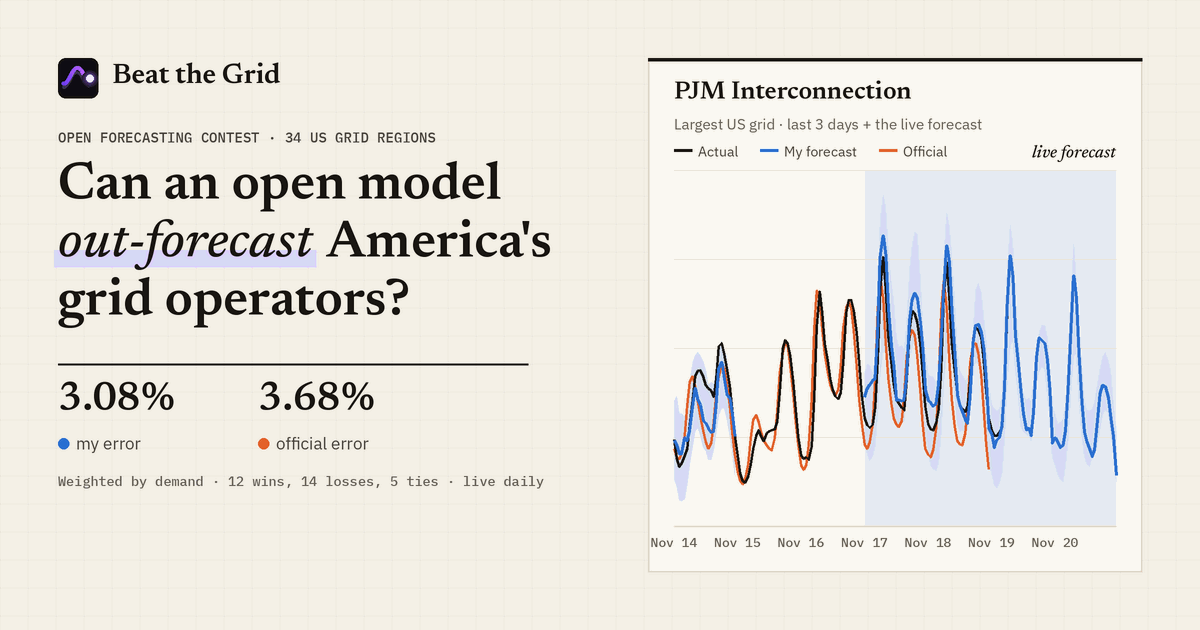 Beat the Grid
OPEN FORECASTING CONTEST · 34 US GRID REGIONS
Can an open model
out-forecast America's
grid operators?
3.08%
3.68%
my error
official error
Weighted by demand · 12 wins, 14 losses, 5 ties · live daily
PJM Interconnection
Largest US grid · last 3 days + the live forecast
Actual
My forecast
Official
live forecast
Nov 14 Nov 15 Nov 16 Nov 17 Nov 18 Nov 19 Nov 20